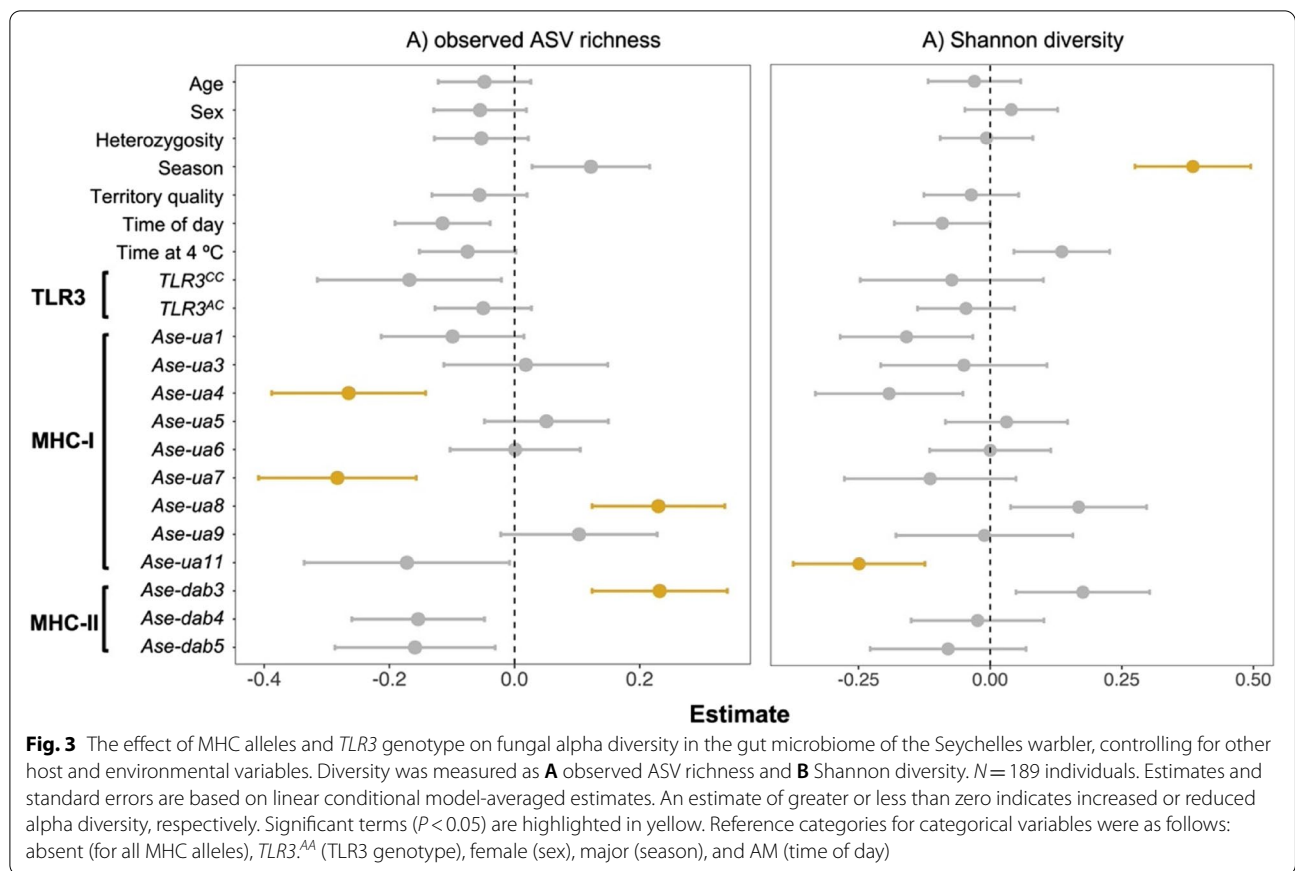 A) observed ASV richness
A) Shannon diversity
Age
Sex
Heterozygosity
Season
Territory quality
Time of day
Time at 4 ºC
TLR3
TLR3CC
TLR3AC
MHC-I
Ase-ua1
Ase-ua3
Ase-ua4
Ase-ua5
Ase-ua6
Ase-ua7
Ase-ua8
Ase-ua9
Ase-ua11
MHC-II
Ase-dab3
Ase-dab4
Ase-dab5
-0.4 -0.2 0.0 0.2
-0.25 0.00 0.25 0.50
Estimate
Fig. 3 The effect of MHC alleles and TLR3 genotype on fungal alpha diversity in the gut microbiome of the Seychelles warbler, controlling for other
host and environmental variables. Diversity was measured as A observed ASV richness and B Shannon diversity. N = 189 individuals. Estimates and
standard errors are based on linear conditional model-averaged estimates. An estimate of greater or less than zero indicates increased or reduced
alpha diversity, respectively. Significant terms (P < 0.05) are highlighted in yellow. Reference categories for categorical variables were as follows:
absent (for all MHC alleles), TLR3.AA (TLR3 genotype), female (sex), major (season), and AM (time of day)